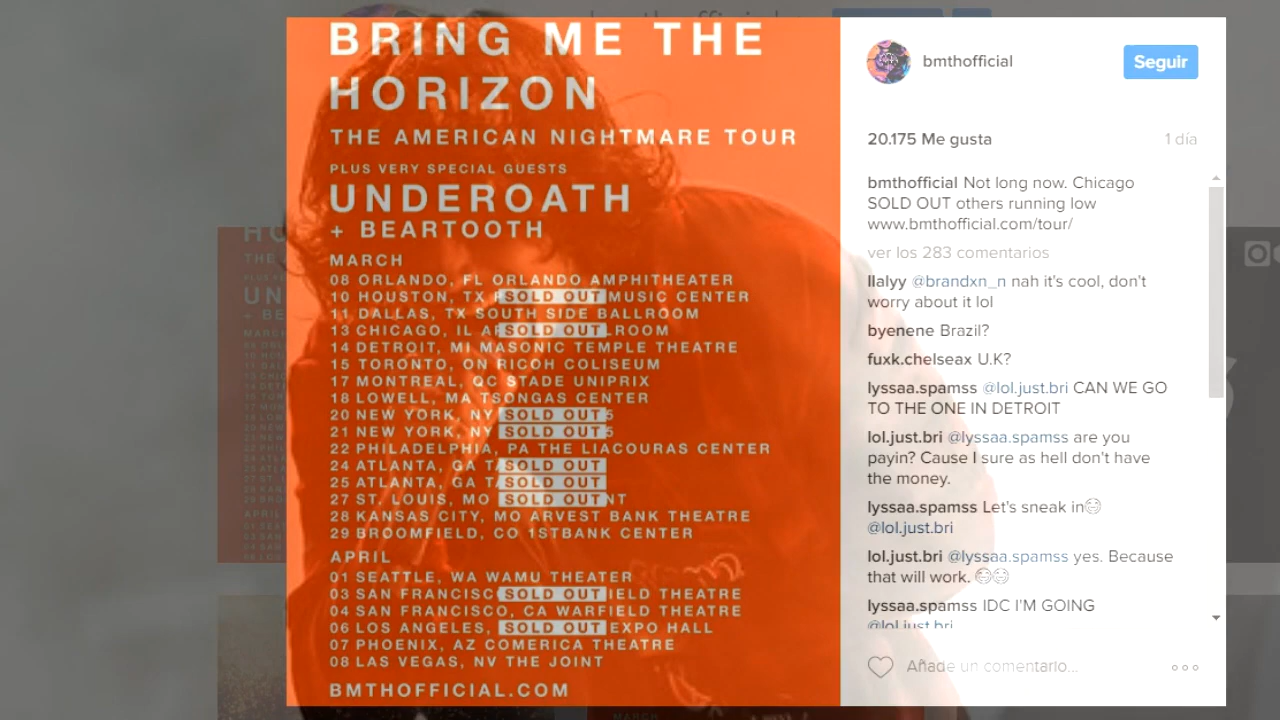 BRING ME THE
HORIZON
THE AMERICAN NIGHTMARE TOUR
PLUS VERY SPECIAL GUESTS
UNDEROATH
+ BEARTOOTH
MARCH
08 ORLANDO, FL ORLANDO AMPHITHEATER
10 HOUSTON, TX SOLD OUT MUSIC CENTER
11 DALLAS, TX SOUTH SIDE BALLROOM
13 CHICAGO, IL SOLD OUT
14 DETROIT, MI MASONIC TEMPLE THEATRE
15 TORONTO, ON RICOH COLISEUM
17 MONTREAL, QC STADE UNIPRIX
18 LOWELL, MA TSONGAS CENTER
20 NEW YORK, NY SOLD OUT
21 NEW YORK, NY SOLD OUT
22 PHILADELPHIA, PA THE LIACOURAS CENTER
24 ATLANTA, GA SOLD OUT
25 ATLANTA, GA SOLD OUT
27 ST. LOUIS, MO SOLD OUT
28 KANSAS CITY, MO ARVEST BANK THEATRE
29 BROOMFIELD, CO 1STBANK CENTER
APRIL
01 SEATTLE, WA WAMU THEATER
03 SAN FRANCISC SOLD OUT IELD THEATRE
04 SAN FRANCISCO, CA WARFIELD THEATRE
06 LOS ANGELES, SOLD OUT EXPO HALL
07 PHOENIX, AZ COMERICA THEATRE
08 LAS VEGAS, NV THE JOINT
BMTHOFFICIAL.COM
bmthofficial
Seguir
20.175 Me gusta
1 día
bmthofficial Not long now. Chicago
SOLD OUT others running low
www.bmthofficial.com/tour/
ver los 283 comentarios
llalyy @brandxn_n nah it's cool, don't
worry about it lol
byenene Brazil?
fuxk.chelseax U.K?
lyssaa.spamss @lol.just.bri CAN WE GO
TO THE ONE IN DETROIT
lol.just.bri @lyssaa.spamss are you
payin? Cause I sure as hell don't have
the money.
lyssaa.spamss Let's sneak in
@lol.just.bri
lol.just.bri @lyssaa.spamss yes. Because
that will work.
lyssaa.spamss IDC I'M GOING
@lol.just.bri
Añade un comentario...